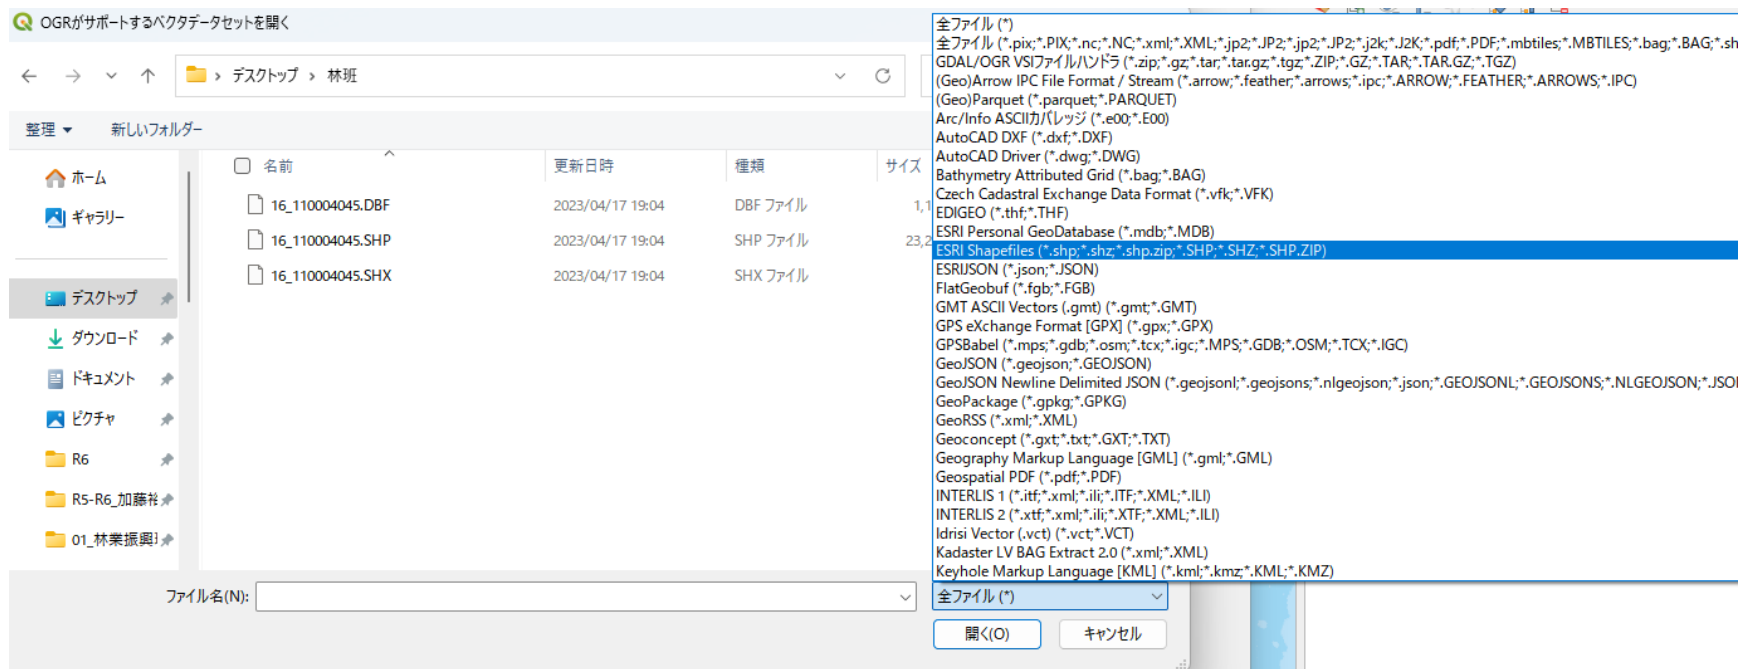 OGRがサポートするベクタデータセットを開く
デスクトップ › 林班
整理 新しいフォルダー
名前 更新日時 種類 サイズ
ホーム
ギャラリー
デスクトップ
ダウンロード
ドキュメント
ピクチャ
R6
R5-R6_加藤裕
01_林業振興
16_110004045.DBF 2023/04/17 19:04 DBF ファイル 1,1
16_110004045.SHP 2023/04/17 19:04 SHP ファイル 23,2
16_110004045.SHX 2023/04/17 19:04 SHX ファイル
全ファイル (*)
全ファイル (*.pix;*.PIX;*.nc;*.NC;*.xml;*.XML;*.jp2;*.JP2;*.jp2;*.JP2;*.j2k;*.J2K;*.pdf;*.PDF;*.mbtiles;*.MBTILES;*.bag;*.BAG;*.sh
GDAL/OGR VSIファイルハンドラ (*.zip;*.gz;*.tar;*.tar.gz;*.tgz;*.ZIP;*.GZ;*.TAR;*.TAR.GZ;*.TGZ)
(Geo)Arrow IPC File Format / Stream (*.arrow;*.feather;*.arrows;*.ipc;*.ARROW;*.FEATHER;*.ARROWS;*.IPC)
(Geo)Parquet (*.parquet;*.PARQUET)
Arc/Info ASCIIカバレッジ (*.e00;*.E00)
AutoCAD DXF (*.dxf;*.DXF)
AutoCAD Driver (*.dwg;*.DWG)
Bathymetry Attributed Grid (*.bag;*.BAG)
Czech Cadastral Exchange Data Format (*.vfk;*.VFK)
EDIGEO (*.thf;*.THF)
ESRI Personal GeoDatabase (*.mdb;*.MDB)
ESRI Shapefiles (*.shp;*.shz;*.shp.zip;*.SHP;*.SHZ;*.SHP.ZIP)
ESRIJSON (*.json;*.JSON)
FlatGeobuf (*.fgb;*.FGB)
GMT ASCII Vectors (.gmt) (*.gmt;*.GMT)
GPS eXchange Format [GPX] (*.gpx;*.GPX)
GPSBabel (*.mps;*.gdb;*.osm;*.tcx;*.igc;*.MPS;*.GDB;*.OSM;*.TCX;*.IGC)
GeoJSON (*.geojson;*.GEOJSON)
GeoJSON Newline Delimited JSON (*.geojsonl;*.geojsons;*.nlgeojson;*.json;*.GEOJSONL;*.GEOJSONS;*.NLGEOJSON;*.JSO
GeoPackage (*.gpkg;*.GPKG)
GeoRSS (*.xml;*.XML)
Geoconcept (*.gxt;*.txt;*.GXT;*.TXT)
Geography Markup Language [GML] (*.gml;*.GML)
Geospatial PDF (*.pdf;*.PDF)
INTERLIS 1 (*.itf;*.xml;*.ili;*.ITF;*.XML;*.ILI)
INTERLIS 2 (*.xtf;*.xml;*.ili;*.XTF;*.XML;*.ILI)
Idrisi Vector (.vct) (*.vct;*.VCT)
Kadaster LV BAG Extract 2.0 (*.xml;*.XML)
Keyhole Markup Language [KML] (*.kml;*.kmz;*.KML;*.KMZ)
ファイル名(N): 全ファイル (*)
開く(O) キャンセル